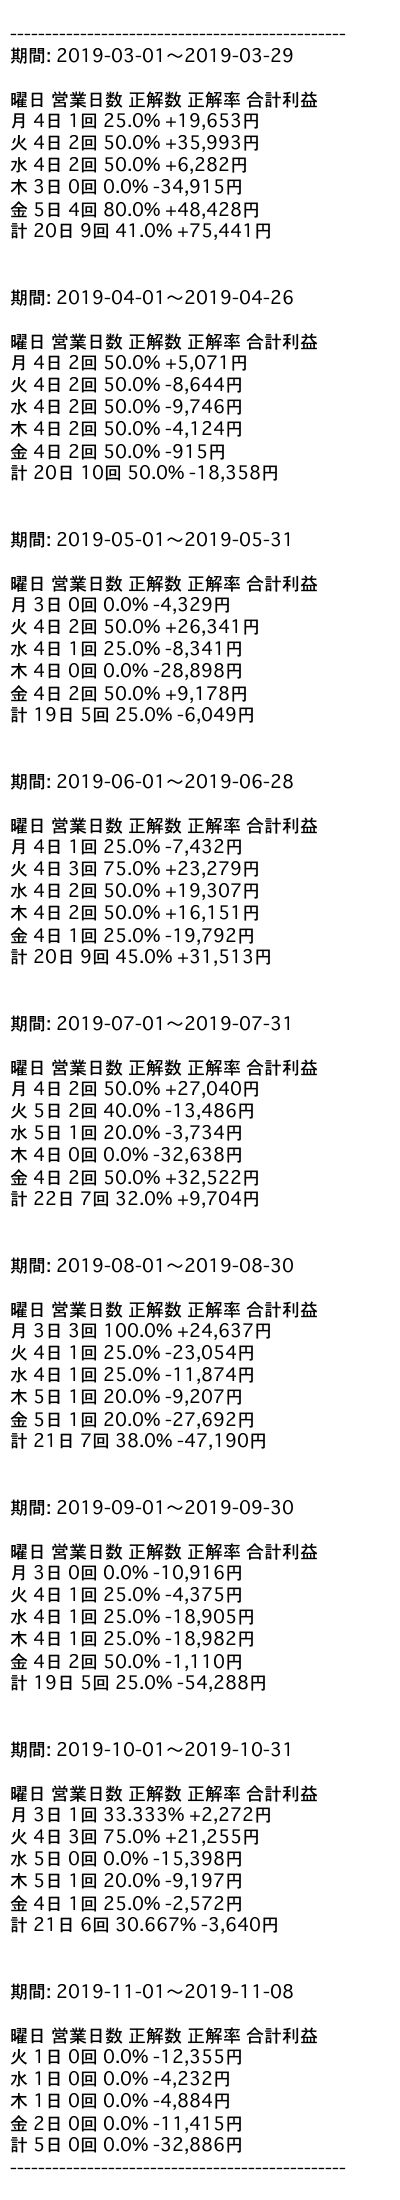 ------------------------------------------------
期間: 2019-03-01〜2019-03-29
曜日 営業日数 正解数 正解率 合計利益
月 4日 1回 25.0% +19,653円
火 4日 2回 50.0% +35,993円
水 4日 2回 50.0% +6,282円
木 3日 0回 0.0% -34,915円
金 5日 4回 80.0% +48,428円
計 20日 9回 41.0% +75,441円
期間: 2019-04-01〜2019-04-26
曜日 営業日数 正解数 正解率 合計利益
月 4日 2回 50.0% +5,071円
火 4日 2回 50.0% -8,644円
水 4日 2回 50.0% -9,746円
木 4日 2回 50.0% -4,124円
金 4日 2回 50.0% -915円
計 20日 10回 50.0% -18,358円
期間: 2019-05-01〜2019-05-31
曜日 営業日数 正解数 正解率 合計利益
月 3日 0回 0.0% -4,329円
火 4日 2回 50.0% +26,341円
水 4日 1回 25.0% -8,341円
木 4日 0回 0.0% -28,898円
金 4日 2回 50.0% +9,178円
計 19日 5回 25.0% -6,049円
期間: 2019-06-01〜2019-06-28
曜日 営業日数 正解数 正解率 合計利益
月 4日 1回 25.0% -7,432円
火 4日 3回 75.0% +23,279円
水 4日 2回 50.0% +19,307円
木 4日 2回 50.0% +16,151円
金 4日 1回 25.0% -19,792円
計 20日 9回 45.0% +31,513円
期間: 2019-07-01〜2019-07-31
曜日 営業日数 正解数 正解率 合計利益
月 4日 2回 50.0% +27,040円
火 5日 2回 40.0% -13,486円
水 5日 1回 20.0% -3,734円
木 4日 0回 0.0% -32,638円
金 4日 2回 50.0% +32,522円
計 22日 7回 32.0% +9,704円
期間: 2019-08-01〜2019-08-30
曜日 営業日数 正解数 正解率 合計利益
月 3日 3回 100.0% +24,637円
火 4日 1回 25.0% -23,054円
水 4日 1回 25.0% -11,874円
木 5日 1回 20.0% -9,207円
金 5日 1回 20.0% -27,692円
計 21日 7回 38.0% -47,190円
期間: 2019-09-01〜2019-09-30
曜日 営業日数 正解数 正解率 合計利益
月 3日 0回 0.0% -10,916円
火 4日 1回 25.0% -4,375円
水 4日 1回 25.0% -18,905円
木 4日 1回 25.0% -18,982円
金 4日 2回 50.0% -1,110円
計 19日 5回 25.0% -54,288円
期間: 2019-10-01〜2019-10-31
曜日 営業日数 正解数 正解率 合計利益
月 3日 1回 33.333% +2,272円
火 4日 3回 75.0% +21,255円
水 5日 0回 0.0% -15,398円
木 5日 1回 20.0% -9,197円
金 4日 1回 25.0% -2,572円
計 21日 6回 30.667% -3,640円
期間: 2019-11-01〜2019-11-08
曜日 営業日数 正解数 正解率 合計利益
火 1日 0回 0.0% -12,355円
水 1日 0回 0.0% -4,232円
木 1日 0回 0.0% -4,884円
金 2日 0回 0.0% -11,415円
計 5日 0回 0.0% -32,886円
------------------------------------------------